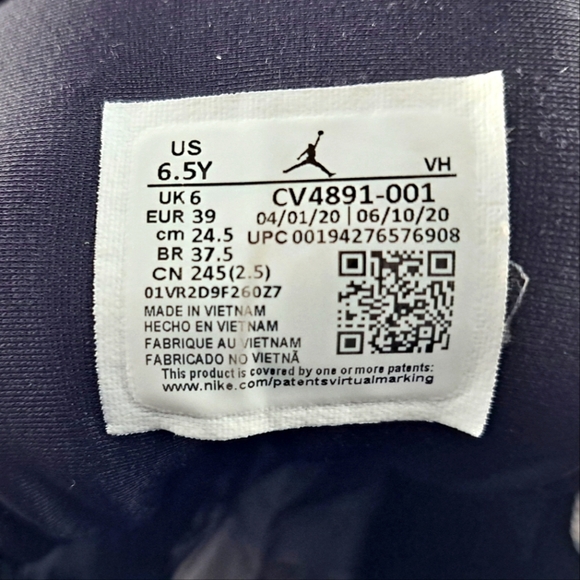 US
6.5Y
VH
UK 6
CV4891-001
EUR 39
04/01/20 | 06/10/20
cm 24.5
UPC 00194276576908
BR 37.5
CN 245(2.5)
01VR2D9F260Z7
MADE IN VIETNAM
HECHO EN VIETNAM
FABRIQUE AU VIETNAM
FABRICADO NO VIETNÃ
This product is covered by one or more patents:
www.nike.com/patentsvirtualmarking